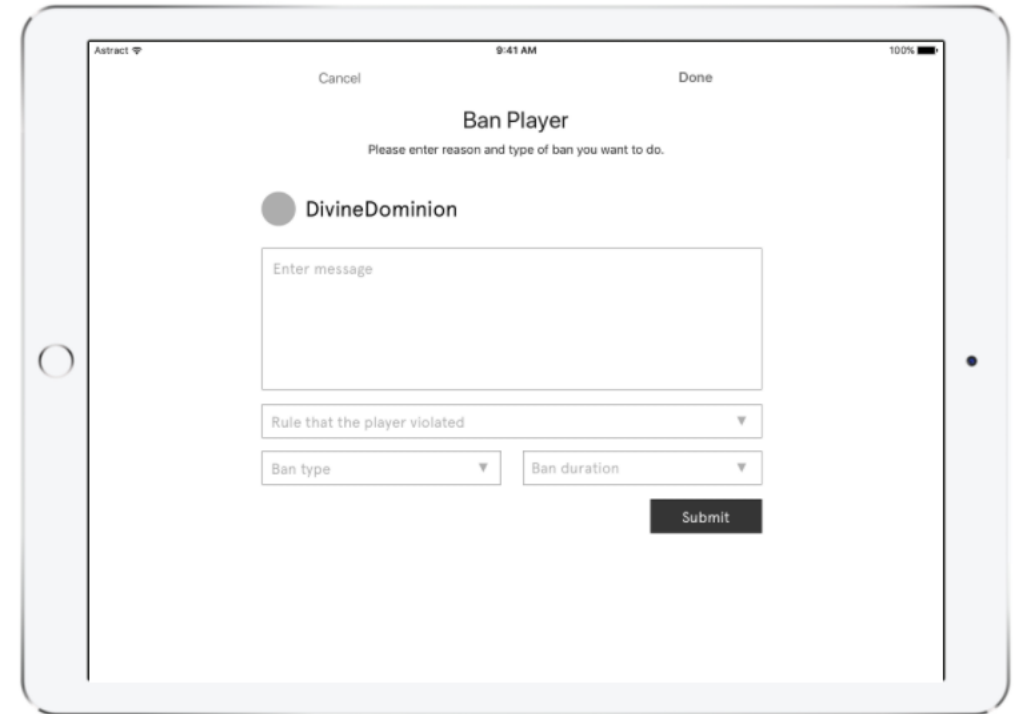 Astract 9:41 AM 100%
Cancel Done
Ban Player
Please enter reason and type of ban you want to do.
DivineDominion
Enter message
Rule that the player violated
Ban type Ban duration
Submit